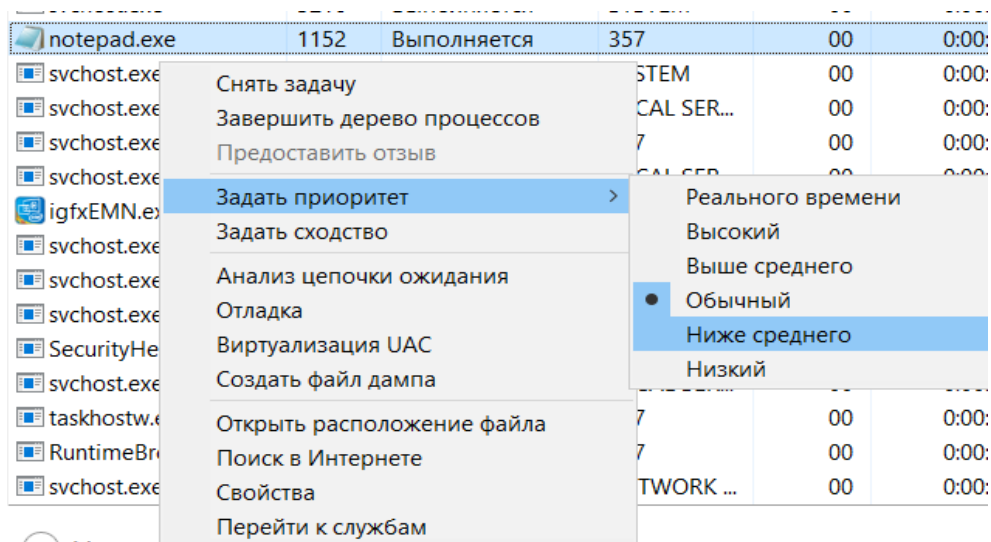 notepad.exe 1152 Выполняется 357 00 0:00:
svchost.exe STEM 00 0:00:
Снять задачу
svchost.exe CAL SER... 00 0:00:
Завершить дерево процессов
svchost.exe 00 0:00:
Предоставить отзыв
svchost.exe
Задать приоритет > Реального времени
igfxEMN.ex
svchost.exe Задать сходство Высокий
svchost.exe Анализ цепочки ожидания Выше среднего
svchost.exe Отладка Обычный
SecurityHe Виртуализация UAC Ниже среднего
svchost.exe Создать файл дампа Низкий
taskhostw.e Открыть расположение файла 00 0:00:
RuntimeBr Поиск в Интернете 00 0:00:
svchost.exe Свойства TWORK ... 00 0:00:
Перейти к службам